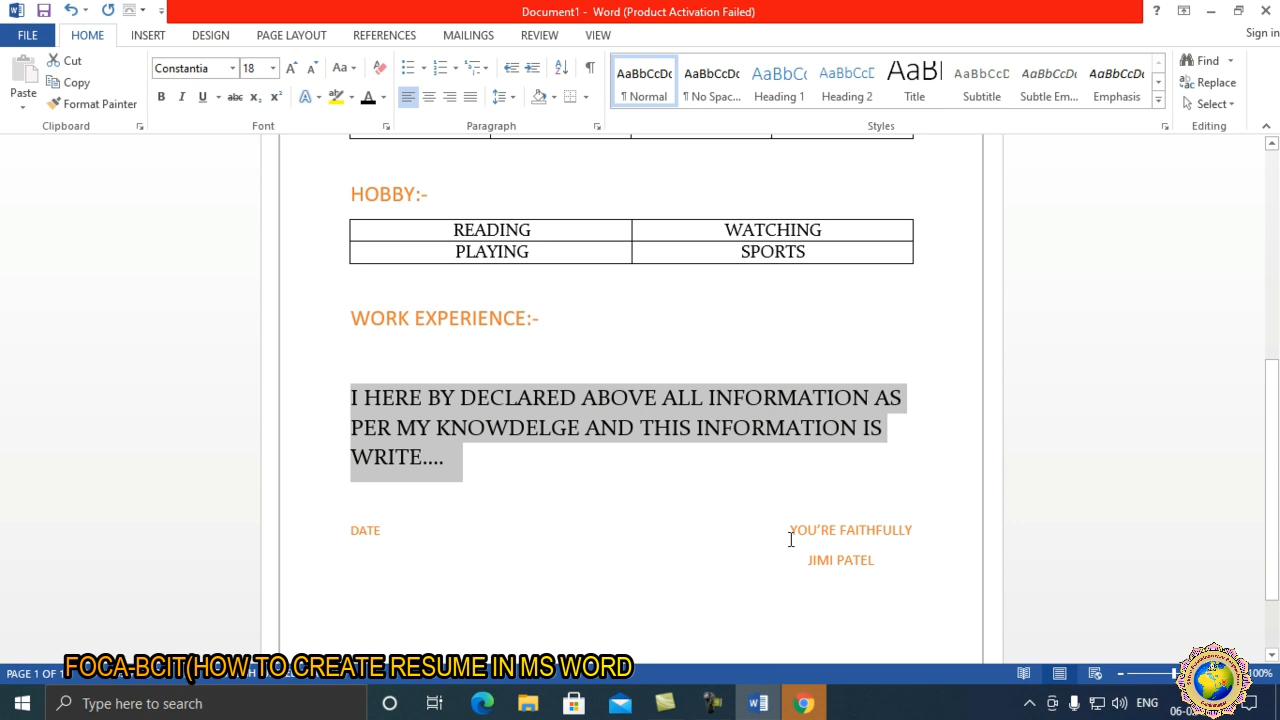 Document1 - Word (Product Activation Failed)
Sign in
FILE HOME INSERT DESIGN PAGE LAYOUT REFERENCES MAILINGS REVIEW VIEW
Paste
Cut
Copy
Format Painter
Clipboard
Constantia 18
Font
Paragraph
AaBbCcDc AaBbCcDc AaBbCc AaBbCcD AaBl AaBbCcD AaBbCcDc AaBbCcDc
¶ Normal ¶ No Spac... Heading 1 Heading 2 Title Subtitle Subtle Em... Emphasis
Styles
Find
Replace
Select
Editing
HOBBY:-
READING WATCHING
PLAYING SPORTS
WORK EXPERIENCE:-
I HERE BY DECLARED ABOVE ALL INFORMATION AS
PER MY KNOWDELGE AND THIS INFORMATION IS
WRITE....
DATE YOU’RE FAITHFULLY
JIMI PATEL
FOCA-BCIT(HOW TO CREATE RESUME IN MS WORD
PAGE 1 OF 1
100%
Type here to search
ENG